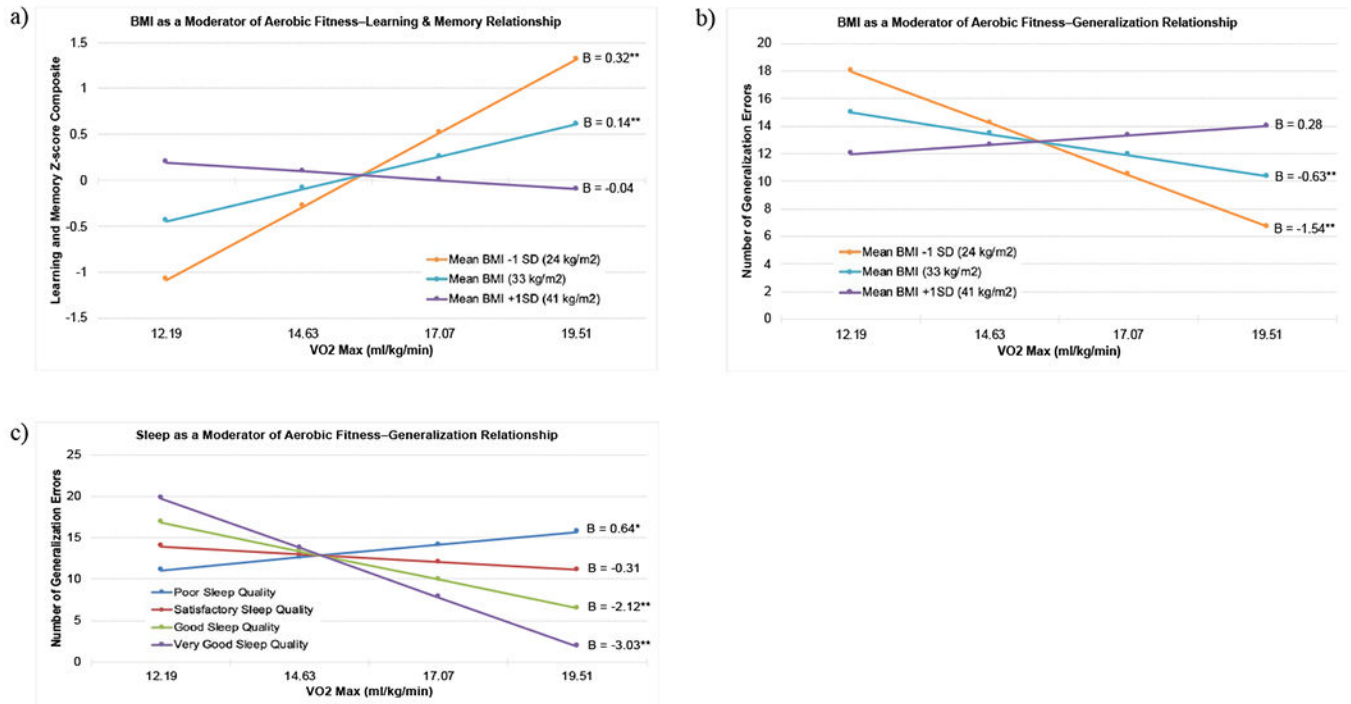 a)
BMI as a Moderator of Aerobic Fitness–Learning & Memory Relationship
Learning and Memory Z-score Composite
1.5
1
0.5
0
-0.5
-1
-1.5
B = 0.32**
B = 0.14**
B = -0.04
Mean BMI -1 SD (24 kg/m2)
Mean BMI (33 kg/m2)
Mean BMI +1SD (41 kg/m2)
12.19 14.63 17.07 19.51
VO2 Max (ml/kg/min)
b)
BMI as a Moderator of Aerobic Fitness–Generalization Relationship
Number of Generalization Errors
20
18
16
14
12
10
8
6
4
2
0
B = 0.28
B = -0.63**
B = -1.54**
Mean BMI -1 SD (24 kg/m2)
Mean BMI (33 kg/m2)
Mean BMI +1SD (41 kg/m2)
12.19 14.63 17.07 19.51
VO2 Max (ml/kg/min)
c)
Sleep as a Moderator of Aerobic Fitness–Generalization Relationship
Number of Generalization Errors
25
20
15
10
5
0
B = 0.64*
B = -0.31
B = -2.12**
B = -3.03**
Poor Sleep Quality
Satisfactory Sleep Quality
Good Sleep Quality
Very Good Sleep Quality
12.19 14.63 17.07 19.51
VO2 Max (ml/kg/min)